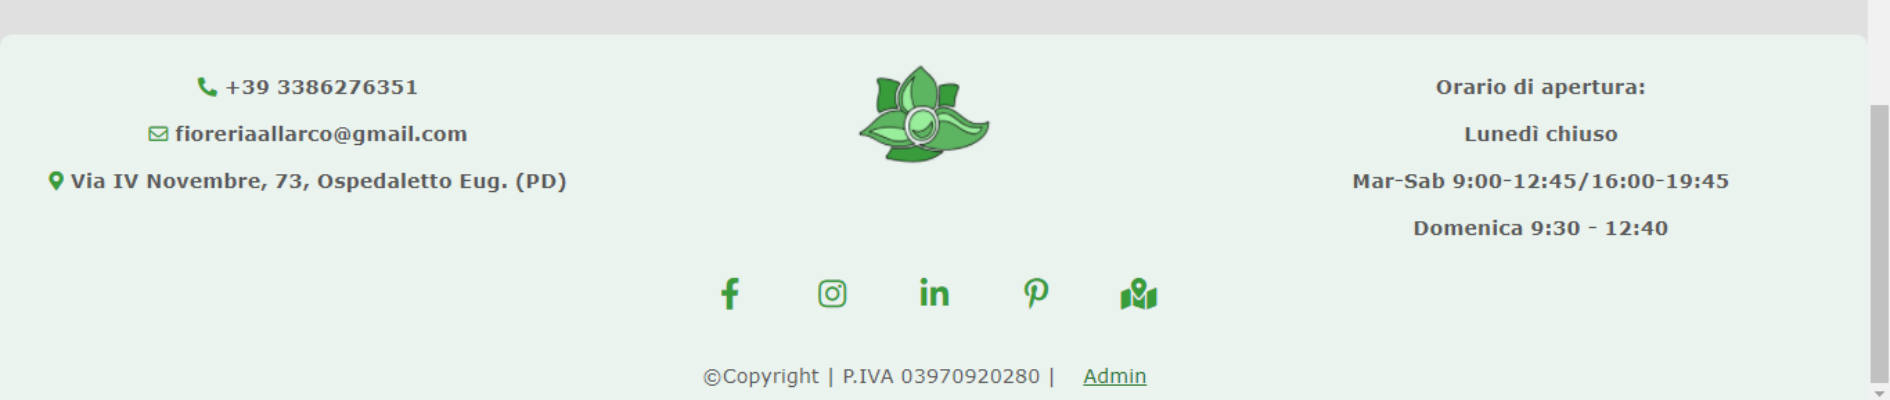 +39 3386276351
fioreriaallarco@gmail.com
Via IV Novembre, 73, Ospedaletto Eug. (PD)
Orario di apertura:
Lunedì chiuso
Mar-Sab 9:00-12:45/16:00-19:45
Domenica 9:30 - 12:40
©Copyright | P.IVA 03970920280 | Admin